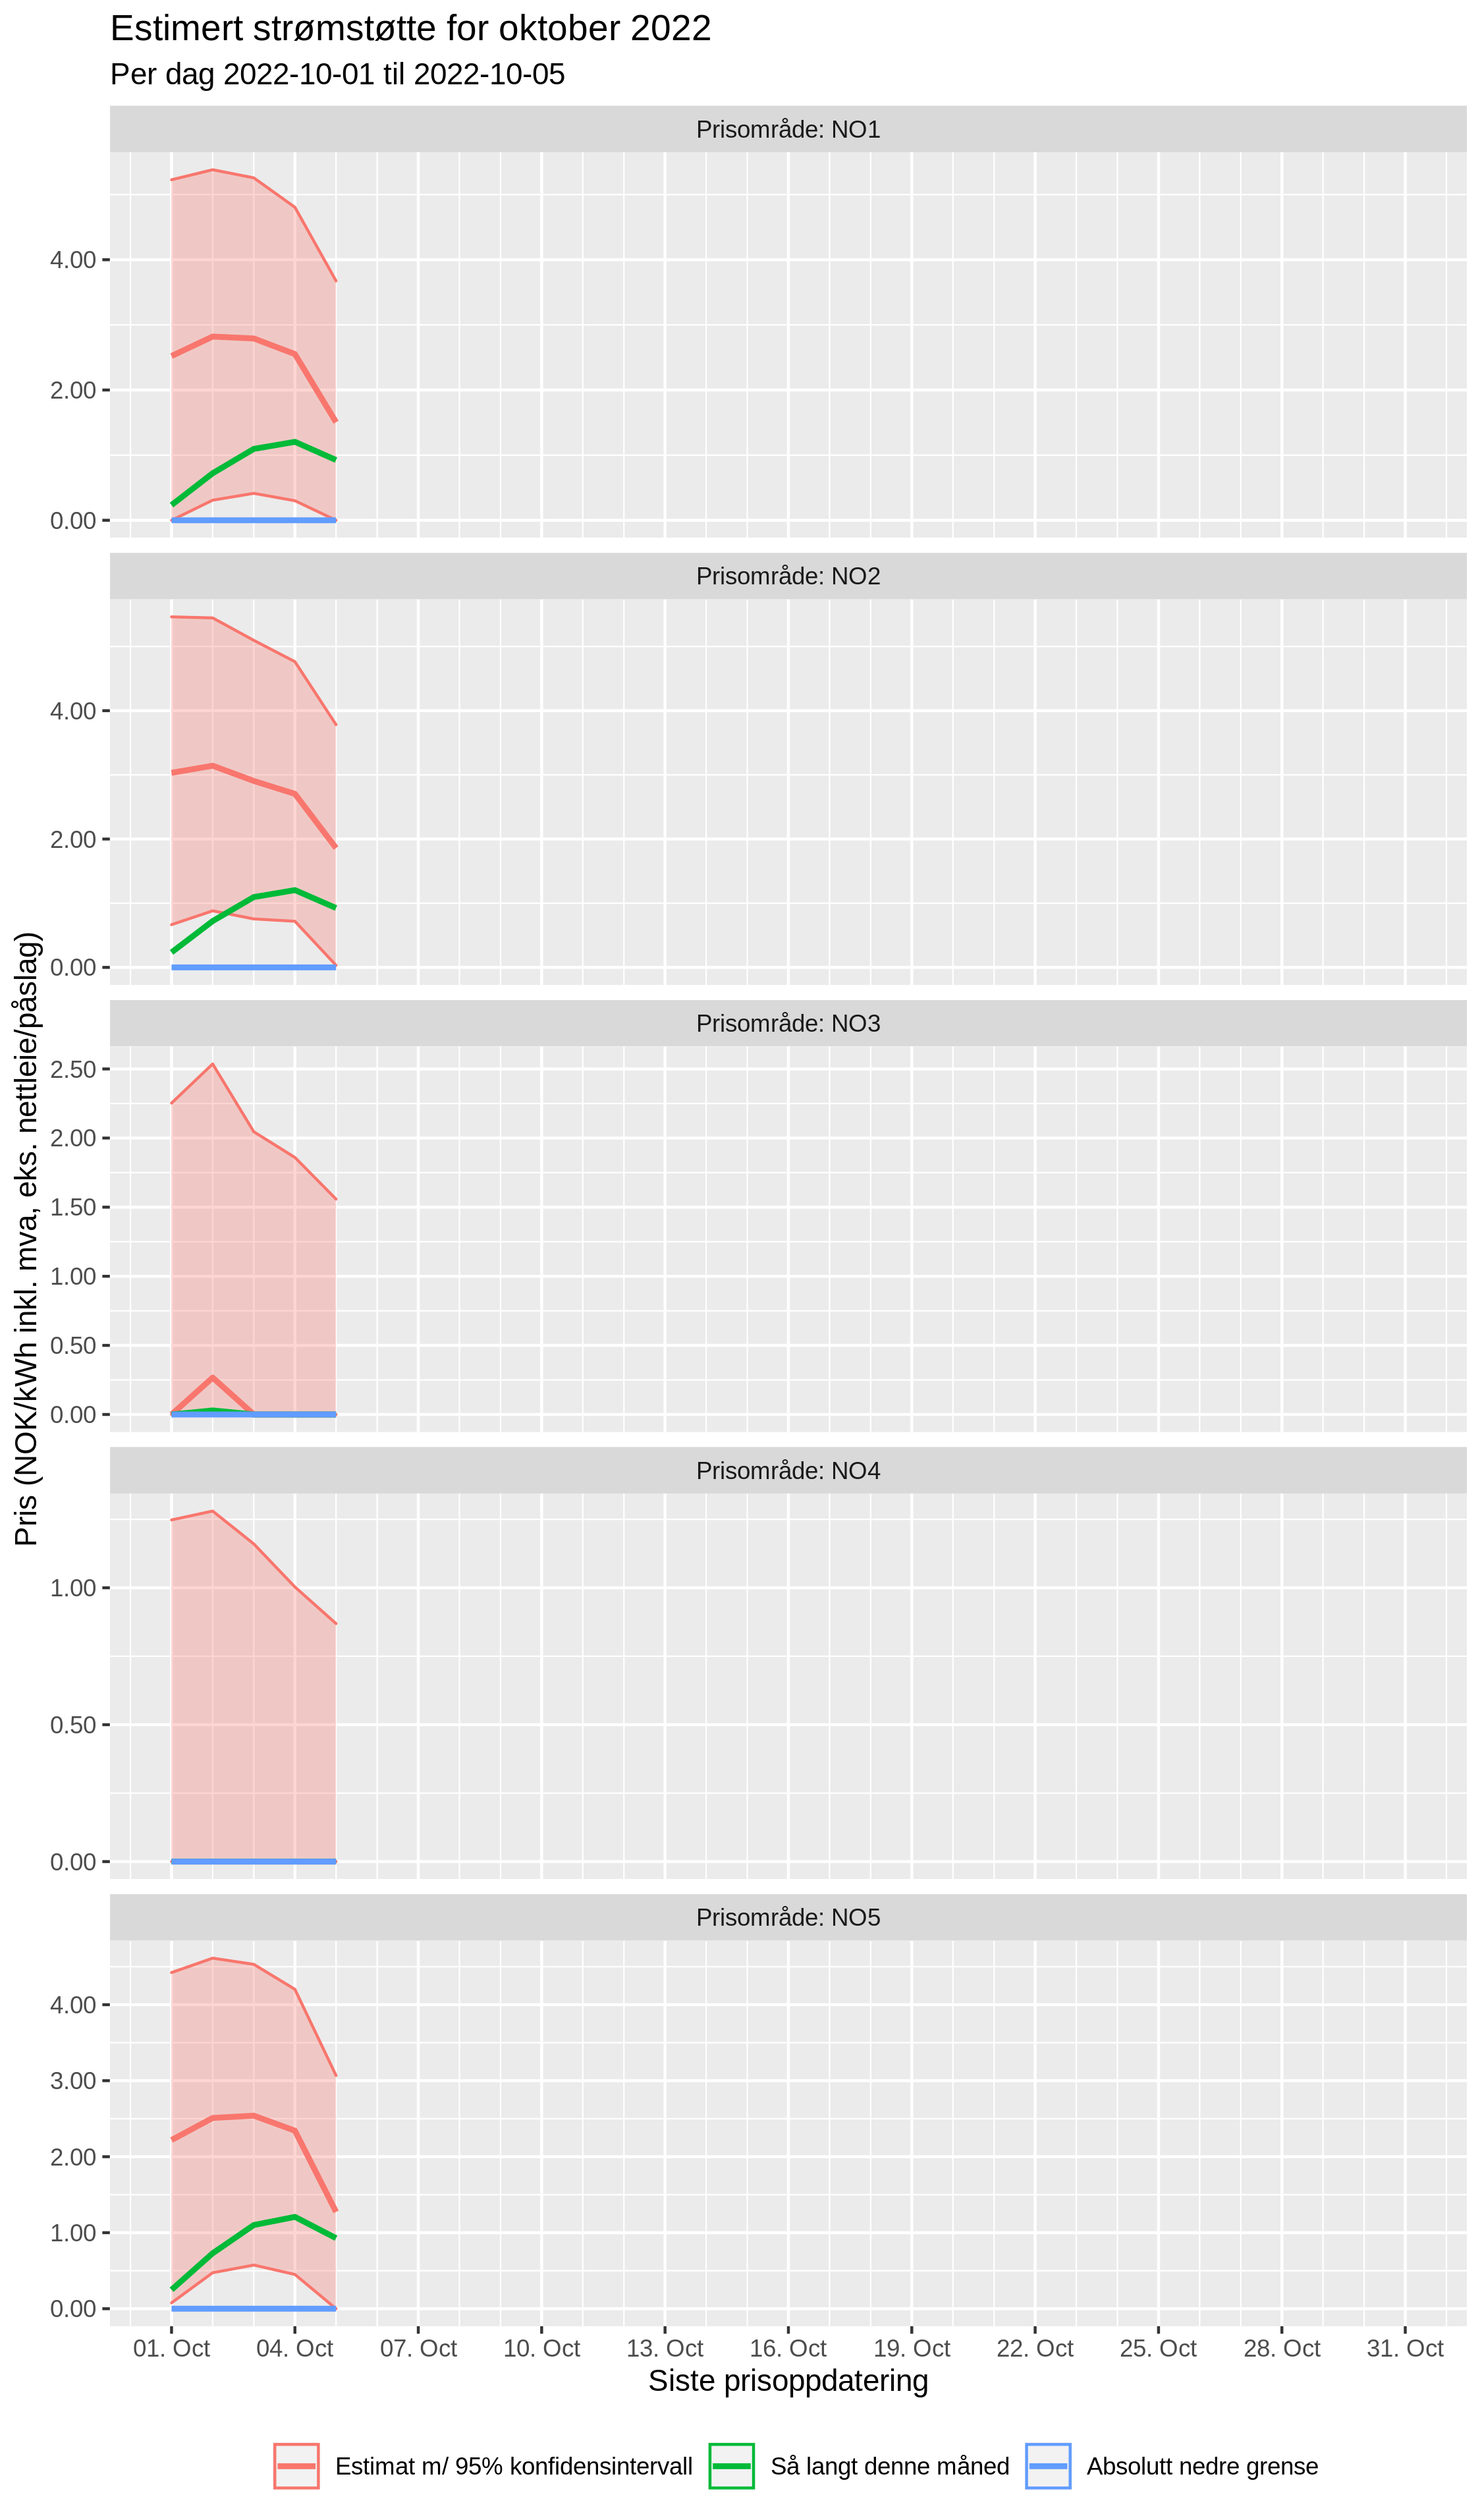 Estimert strømstøtte for oktober 2022
Per dag 2022-10-01 til 2022-10-05
Prisområde: NO1
4.00
2.00
0.00
Prisområde: NO2
4.00
2.00
0.00
Prisområde: NO3
2.50
2.00
1.50
1.00
0.50
0.00
Prisområde: NO4
1.00
0.50
0.00
Prisområde: NO5
4.00
3.00
2.00
1.00
0.00
Pris (NOK/kWh inkl. mva, eks. nettleie/påslag)
01. Oct 04. Oct 07. Oct 10. Oct 13. Oct 16. Oct 19. Oct 22. Oct 25. Oct 28. Oct 31. Oct
Siste prisoppdatering
Estimat m/ 95% konfidensintervall Så langt denne måned Absolutt nedre grense